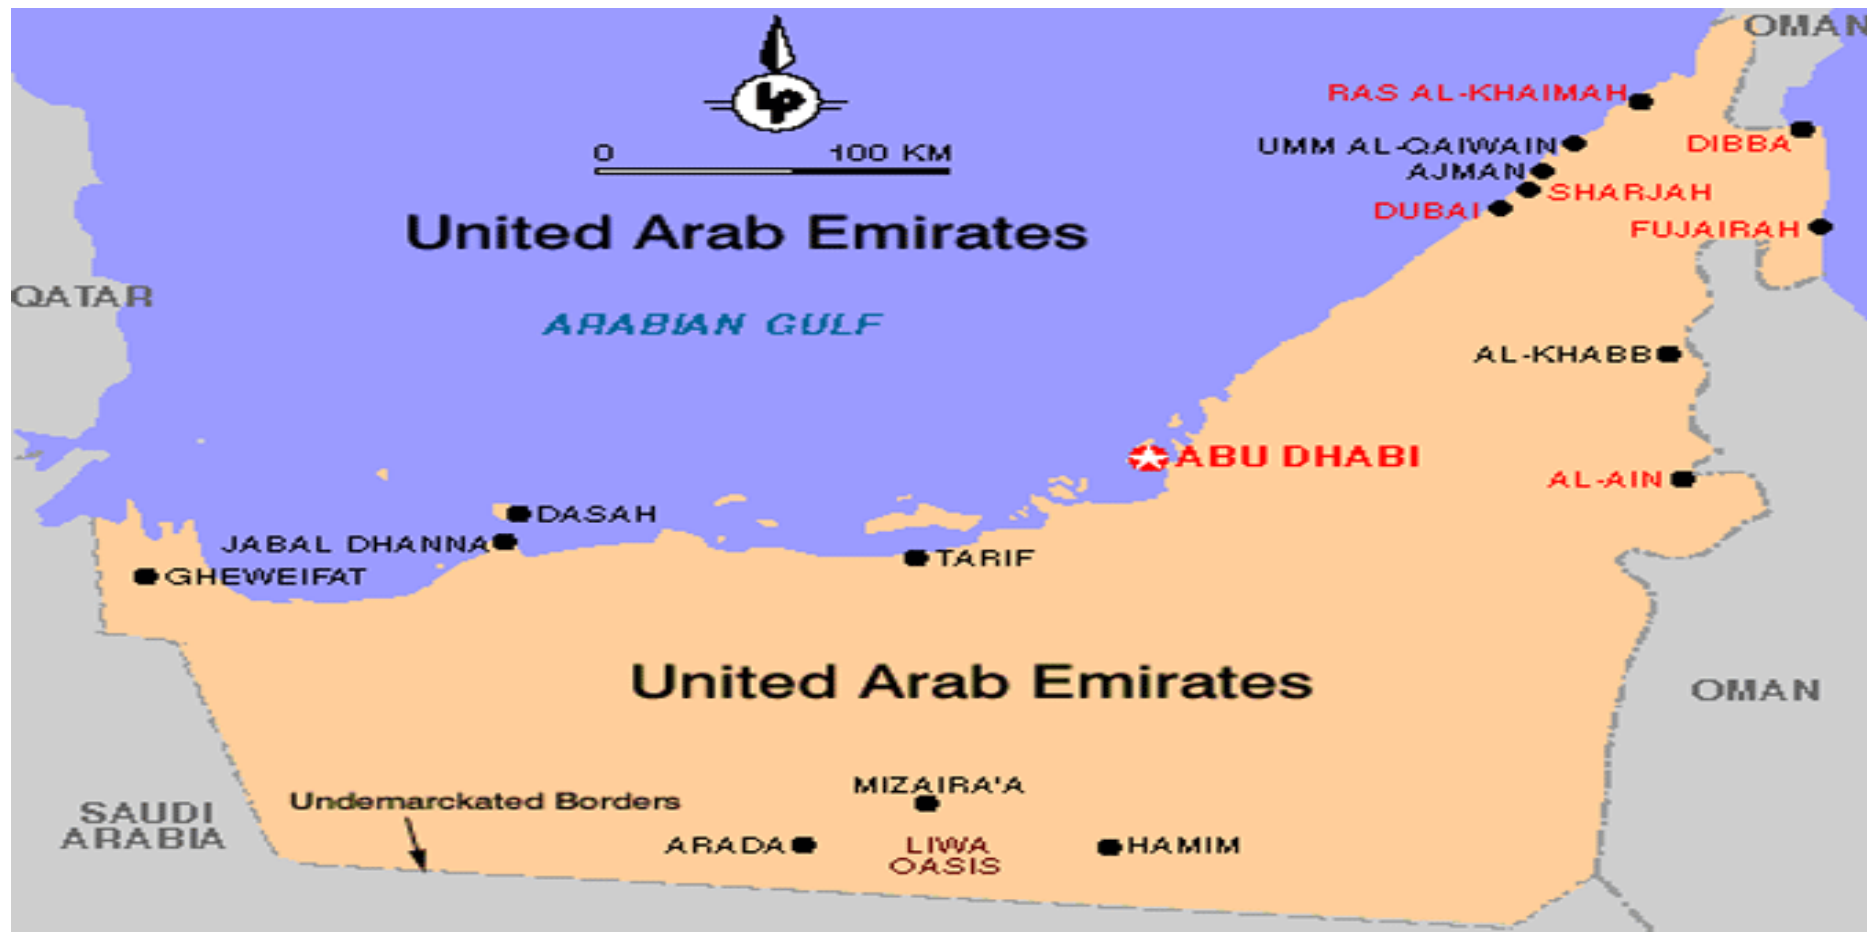 OMAN
RAS AL-KHAIMAH
LP
0 100 KM
UMM AL-QAIWAIN
DIBBA
AJMAN
SHARJAH
DUBAI
United Arab Emirates
FUJAIRAH
QATAR
ARABIAN GULF
AL-KHABB
ABU DHABI
AL-AIN
DASAH
JABAL DHANNA
TARIF
GHEWEIFAT
United Arab Emirates
OMAN
MIZAIRA'A
Undemarckated Borders
SAUDI
ARABIA
ARADA
LIWA
OASIS
HAMIM